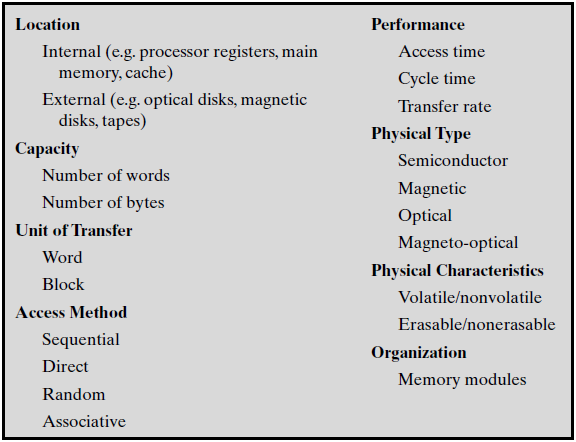 Location
Internal (e.g. processor registers, main
memory, cache)
External (e.g. optical disks, magnetic
disks, tapes)
Capacity
Number of words
Number of bytes
Unit of Transfer
Word
Block
Access Method
Sequential
Direct
Random
Associative
Performance
Access time
Cycle time
Transfer rate
Physical Type
Semiconductor
Magnetic
Optical
Magneto-optical
Physical Characteristics
Volatile/nonvolatile
Erasable/nonerasable
Organization
Memory modules